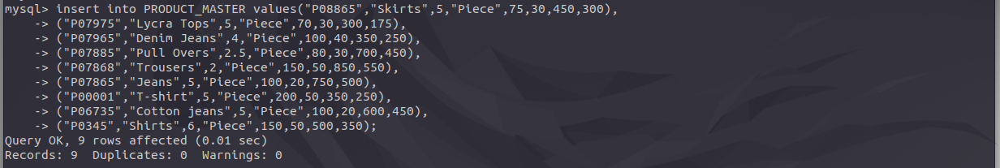 mysql> insert into PRODUCT_MASTER values("P08865","Skirts",5,"Piece",75,30,450,300),
    -> ("P07975","Lycra Tops",5,"Piece",70,30,300,175),
    -> ("P07965","Denim Jeans",4,"Piece",100,40,350,250),
    -> ("P07885","Pull Overs",2.5,"Piece",80,30,700,450),
    -> ("P07868","Trousers",2,"Piece",150,50,850,550),
    -> ("P07865","Jeans",5,"Piece",100,20,750,500),
    -> ("P00001","T-shirt",5,"Piece",200,50,350,250),
    -> ("P06735","Cotton jeans",5,"Piece",100,20,600,450),
    -> ("P0345","Shirts",6,"Piece",150,50,500,350);
Query OK, 9 rows affected (0.01 sec)
Records: 9  Duplicates: 0  Warnings: 0